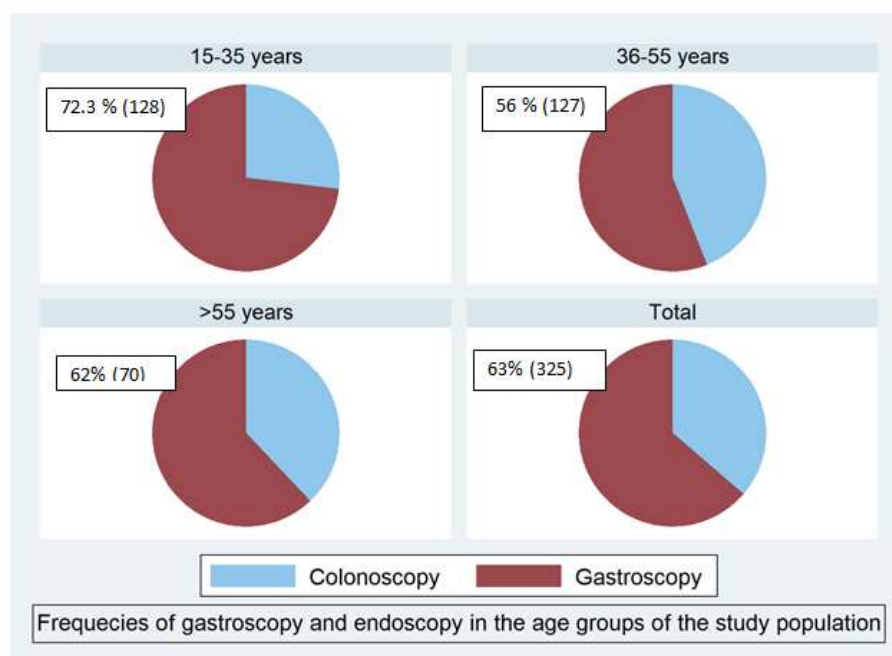 15-35 years
72.3 % (128)
36-55 years
56 % (127)
>55 years
62% (70)
Total
63% (325)
Colonoscopy
Gastroscopy
Frequecies of gastroscopy and endoscopy in the age groups of the study population